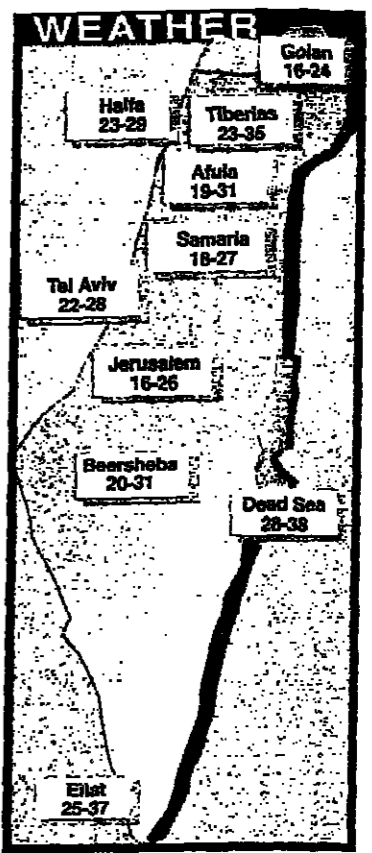 WEATHER
Golan
16-24
Haifa
23-29
Tiberias
23-35
Afula
19-31
Samaria
18-27
Tel Aviv
22-28
Jerusalem
16-26
Beersheba
20-31
Dead Sea
28-38
Eilat
25-37